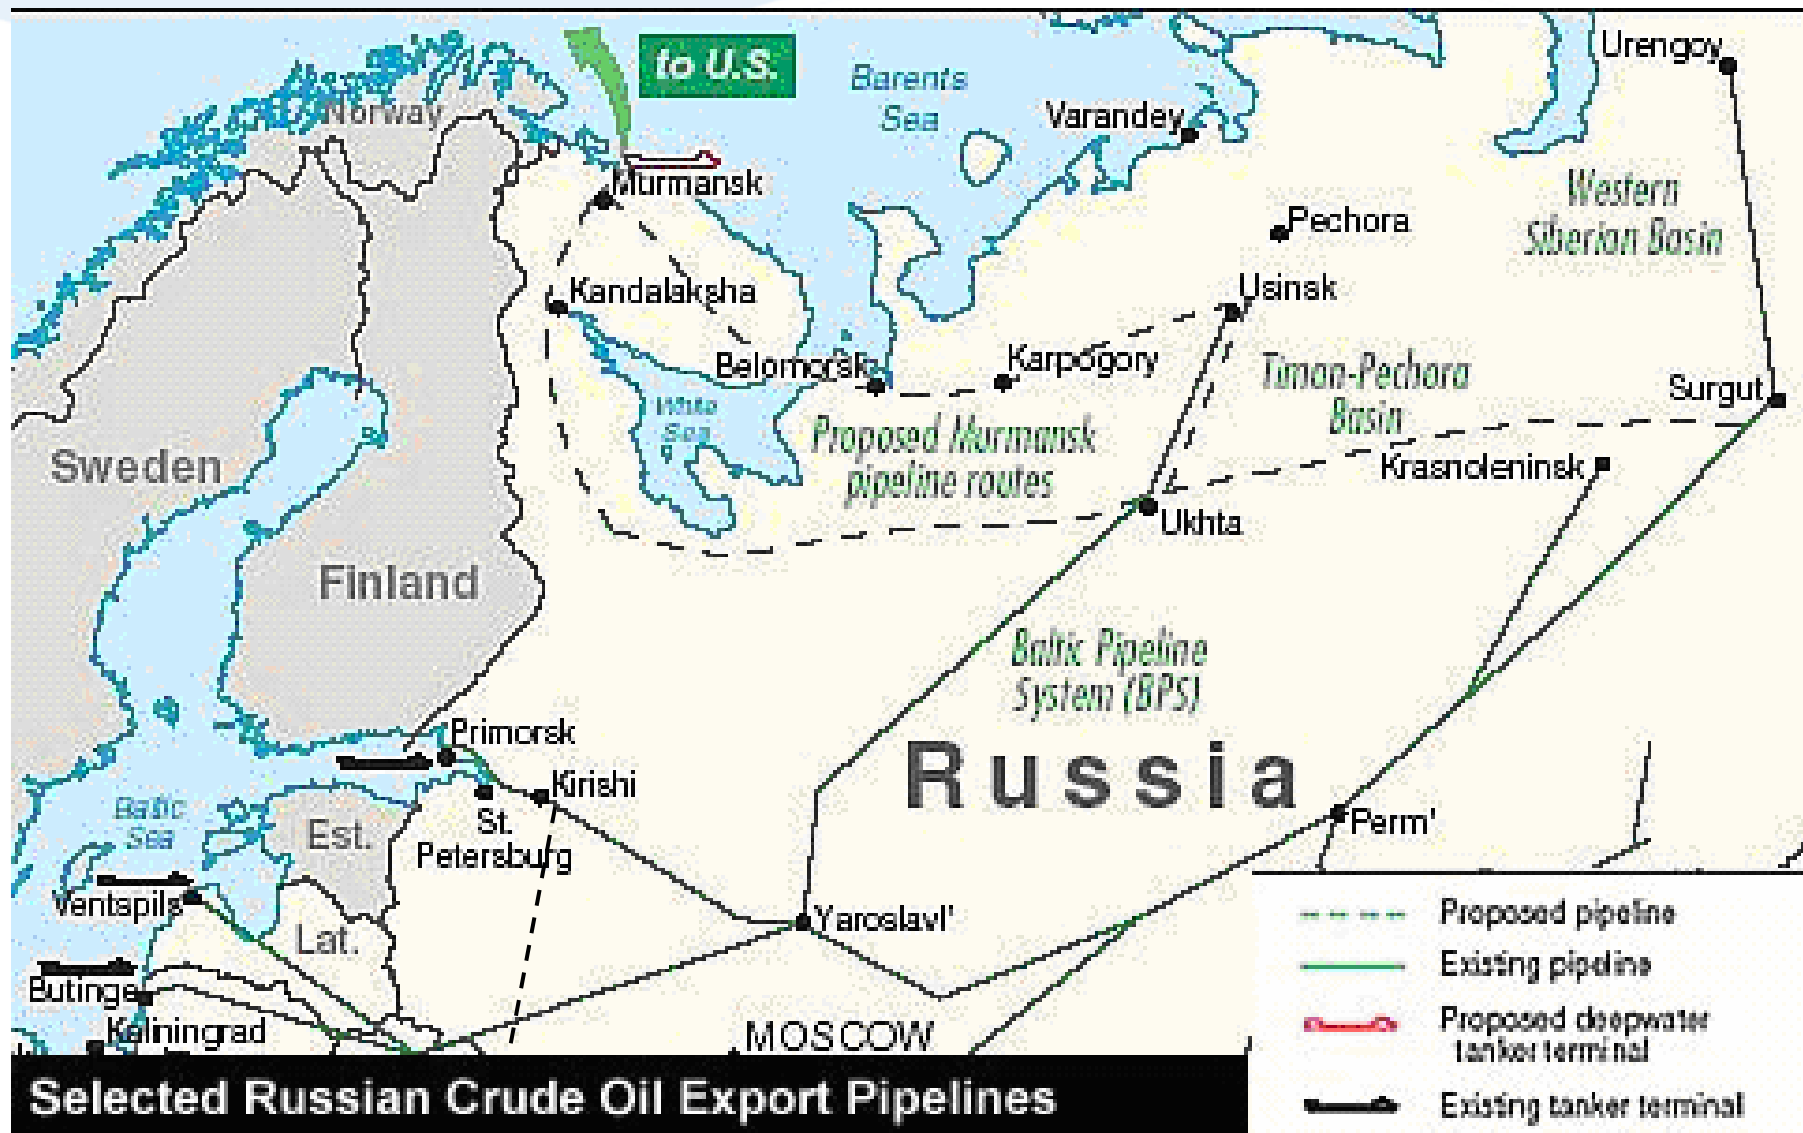 to U.S.
Barents
Sea
Urengoy
Norway
Varandey
Murmansk
Western
Siberian Basin
Pechora
Kandalaksha
Usinsk
Belomorsk
Karpogory
Timan-Pechora
Basin
Surgut
White
Sea
Proposed Murmansk
pipeline routes
Sweden
Krasnoleninsk
Ukhta
Finland
Baltic Pipeline
System (BPS)
Primorsk
Russia
Kirishi
Baltic
Sea
Est.
St.
Petersburg
Perm'
Ventspils
Yaroslavl'
Lat.
Butinge
Kaliningrad
MOSCOW
Proposed pipeline
Existing pipeline
Proposed deepwater
tanker terminal
Existing tanker terminal
Selected Russian Crude Oil Export Pipelines